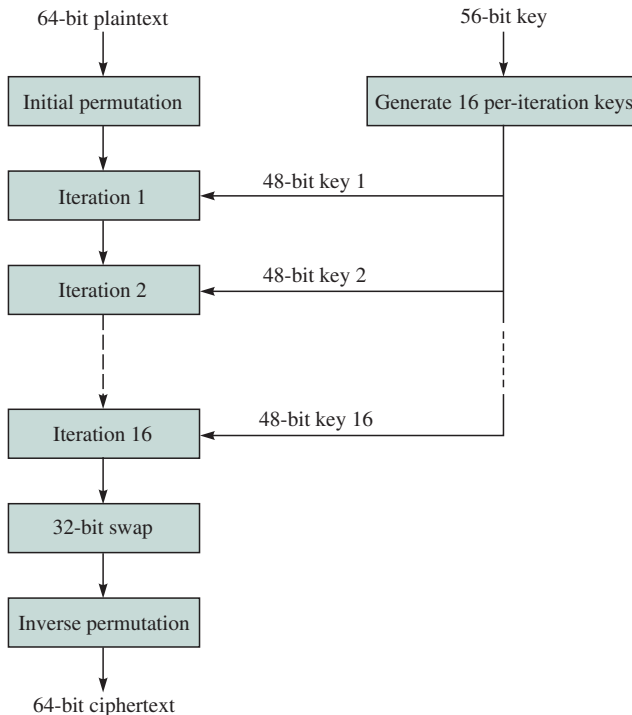 64-bit plaintext
56-bit key
Initial permutation
Generate 16 per-iteration keys
48-bit key 1
Iteration 1
48-bit key 2
Iteration 2
48-bit key 16
Iteration 16
32-bit swap
Inverse permutation
64-bit ciphertext